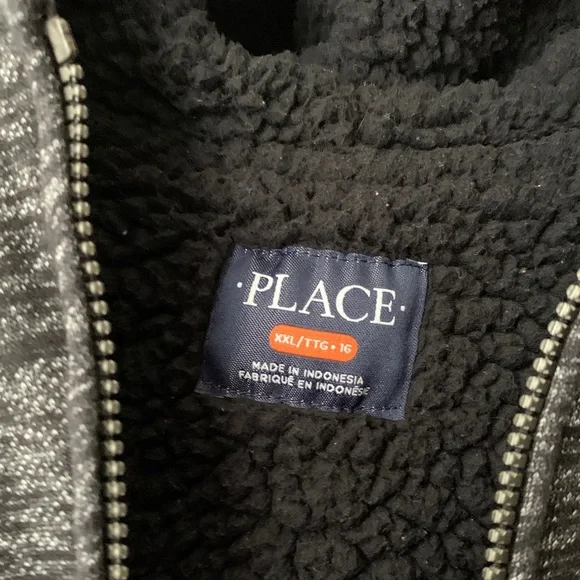 ·PLACE·
XXL/TTG • 16
MADE IN INDONESIA
FABRIQUÉ EN INDONÉSIE